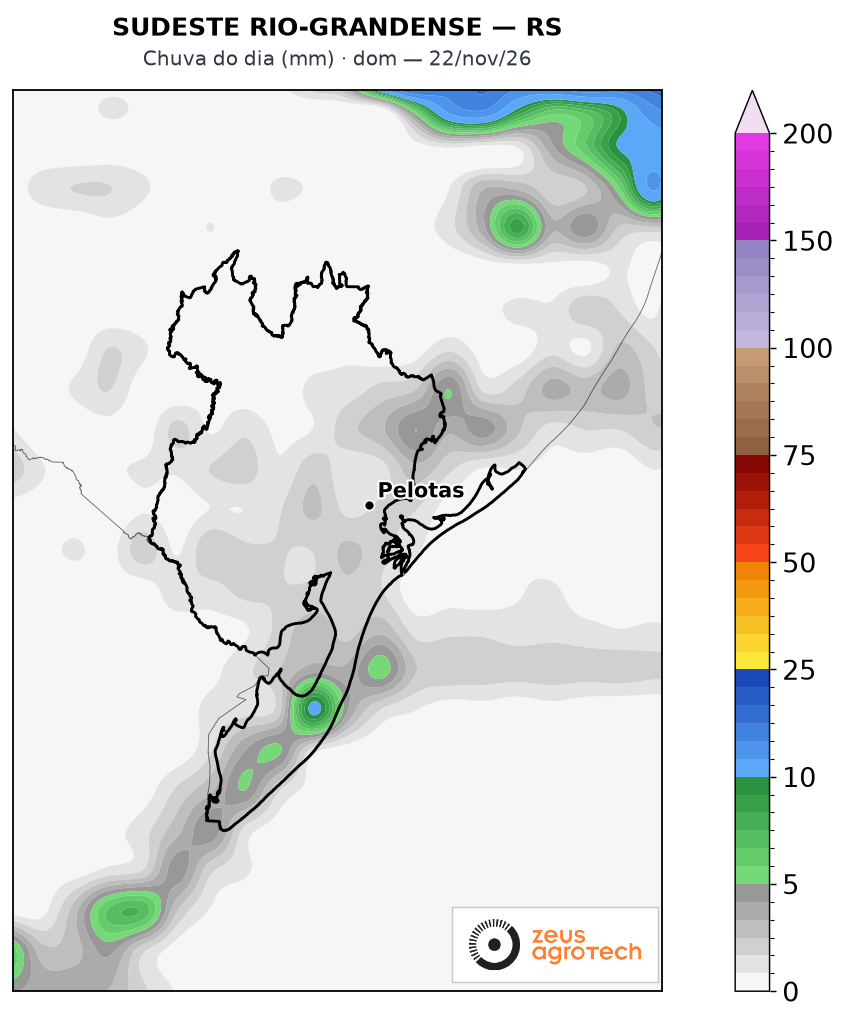 SUDESTE RIO-GRANDENSE — RS
Chuva do dia (mm) · dom — 22/nov/26
200
150
100
75
50
25
10
5
0
Pelotas
zeus
agrotech